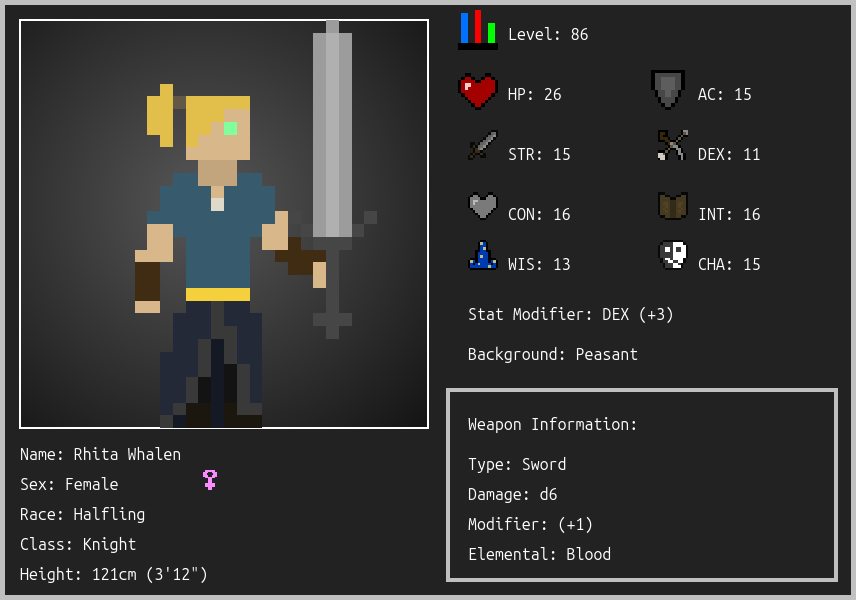 Level: 86
HP: 26
AC: 15
STR: 15
DEX: 11
CON: 16
INT: 16
WIS: 13
CHA: 15
Stat Modifier: DEX (+3)
Background: Peasant
Weapon Information:
Type: Sword
Damage: d6
Modifier: (+1)
Elemental: Blood
Name: Rhita Whalen
Sex: Female
Race: Halfling
Class: Knight
Height: 121cm (3'12")